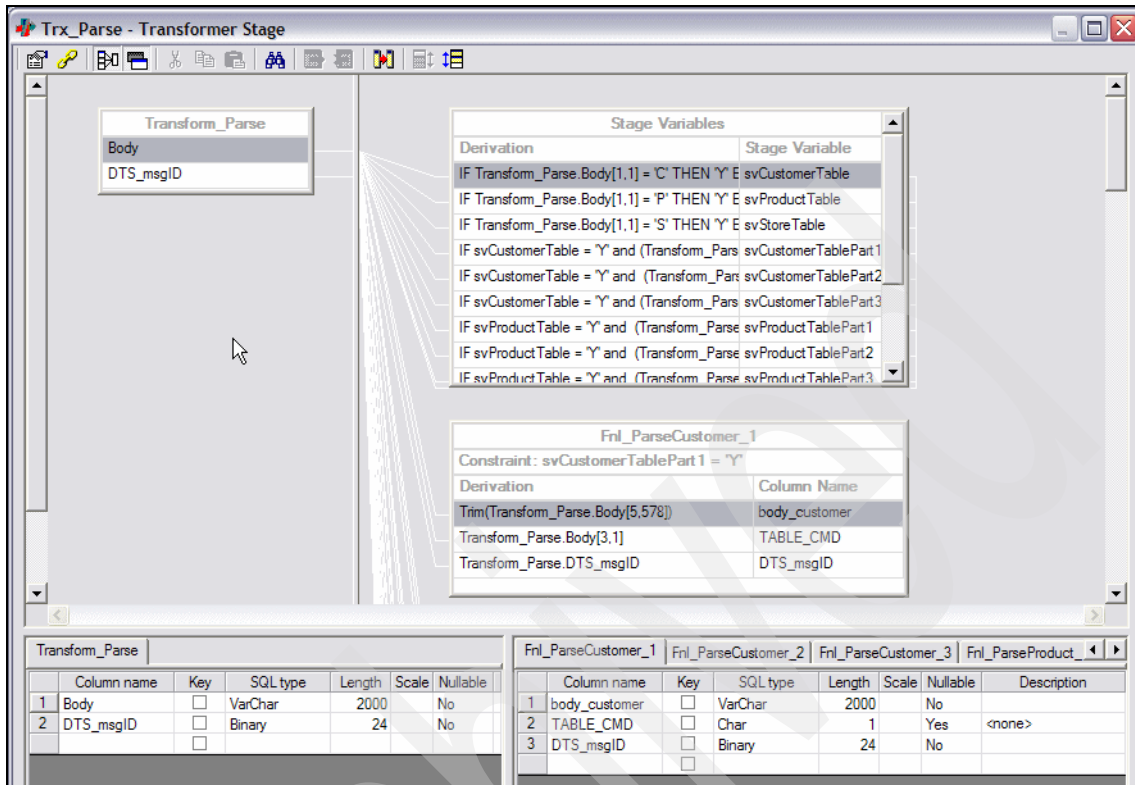 Trx_Parse - Transformer Stage
Transform_Parse
Body
DTS_msgID
Stage Variables
Derivation Stage Variable
IF Transform_Parse.Body[1,1] = 'C' THEN 'Y' E svCustomerTable
IF Transform_Parse.Body[1,1] = 'P' THEN 'Y' E svProductTable
IF Transform_Parse.Body[1,1] = 'S' THEN 'Y' E svStoreTable
IF svCustomerTable = 'Y' and (Transform_Pars svCustomerTablePart1
IF svCustomerTable = 'Y' and (Transform_Pars svCustomerTablePart2
IF svCustomerTable = 'Y' and (Transform_Pars svCustomerTablePart3
IF svProductTable = 'Y' and (Transform_Parse svProductTablePart1
IF svProductTable = 'Y' and (Transform_Parse svProductTablePart2
IF svProductTable = 'Y' and (Transform_Parse svProductTablePart3
Fnl_ParseCustomer_1
Constraint: svCustomerTablePart1 = 'Y'
Derivation Column Name
Trim(Transform_Parse.Body[5,578]) body_customer
Transform_Parse.Body[3,1] TABLE_CMD
Transform_Parse.DTS_msgID DTS_msgID
Transform_Parse
Column name Key SQL type Length Scale Nullable
1 Body VarChar 2000 No
2 DTS_msgID Binary 24 No
Fnl_ParseCustomer_1 Fnl_ParseCustomer_2 Fnl_ParseCustomer_3 Fnl_ParseProduct_
Column name Key SQL type Length Scale Nullable Description
1 body_customer VarChar 2000 No
2 TABLE_CMD Char 1 Yes <none>
3 DTS_msgID Binary 24 No